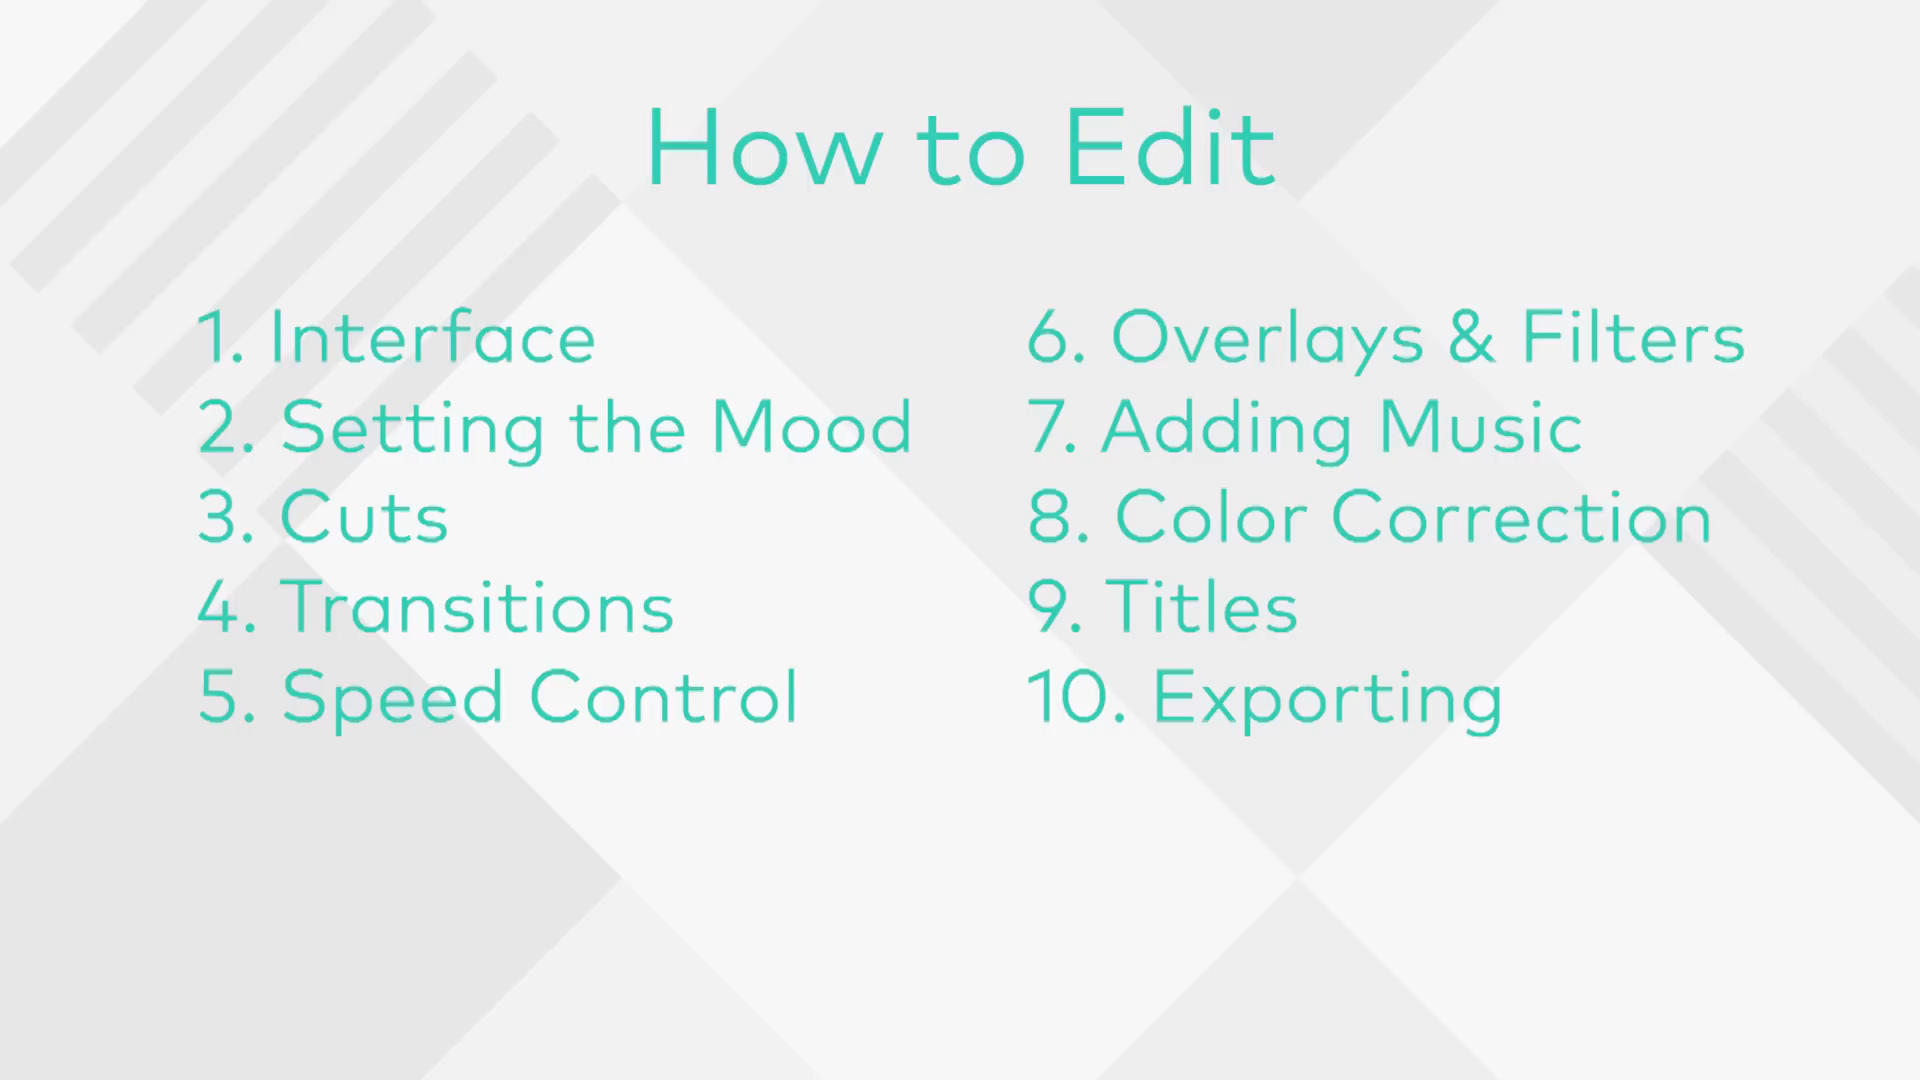 How to Edit
1. Interface
2. Setting the Mood
3. Cuts
4. Transitions
5. Speed Control
6. Overlays & Filters
7. Adding Music
8. Color Correction
9. Titles
10. Exporting